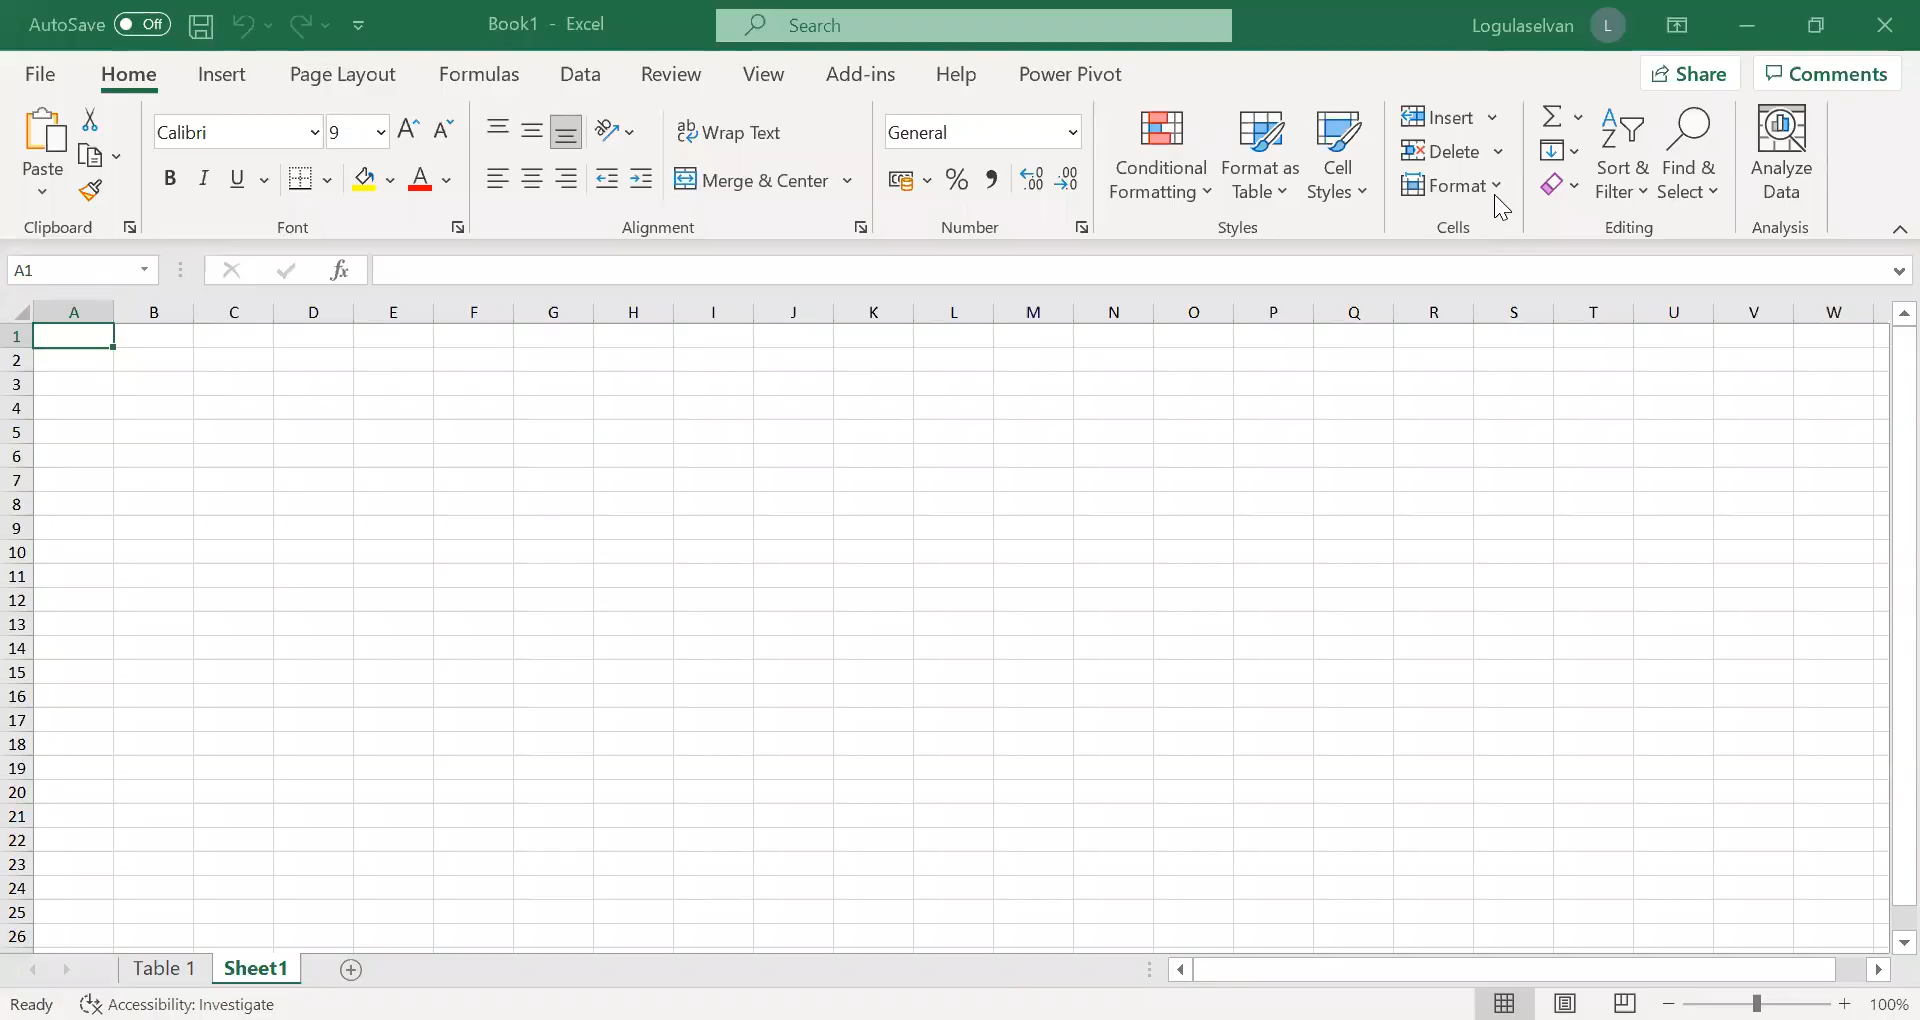 AutoSave Off Book1 - Excel Search Logulaselvan L
File Home Insert Page Layout Formulas Data Review View Add-ins Help Power Pivot Share Comments
Paste
Clipboard
Calibri 9
B I U A
Font
Wrap Text
Merge & Center
Alignment
General
Number
Conditional Formatting
Format as Table
Cell Styles
Styles
Insert
Delete
Format
Cells
Sort & Filter
Find & Select
Editing
Analyze Data
Analysis
A1 fx
A B C D E F G H I J K L M N O P Q R S T U V W
1
2
3
4
5
6
7
8
9
10
11
12
13
14
15
16
17
18
19
20
21
22
23
24
25
26
Table 1 Sheet1
Ready Accessibility: Investigate 100%